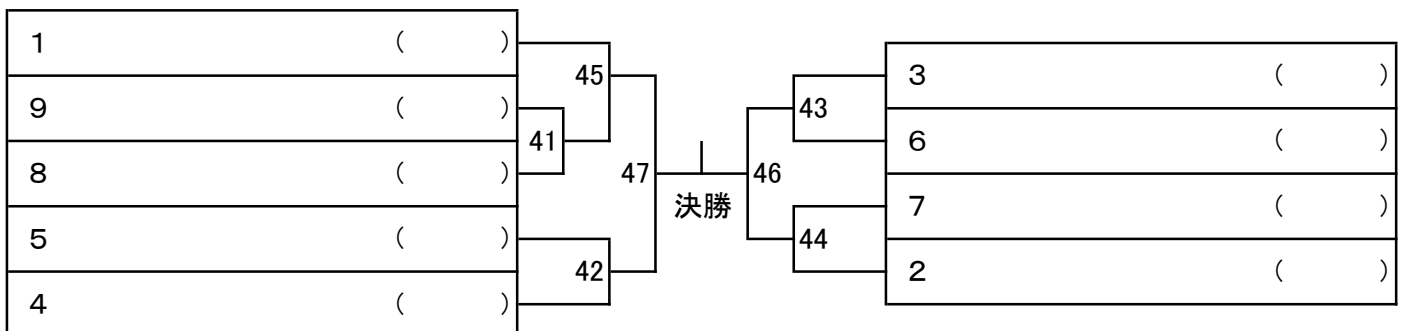 １ （　　）
９ （　　）
８ （　　）
５ （　　）
４ （　　）
45
41
47
42
決勝
43
46
44
３ （　　）
６ （　　）
７ （　　）
２ （　　）